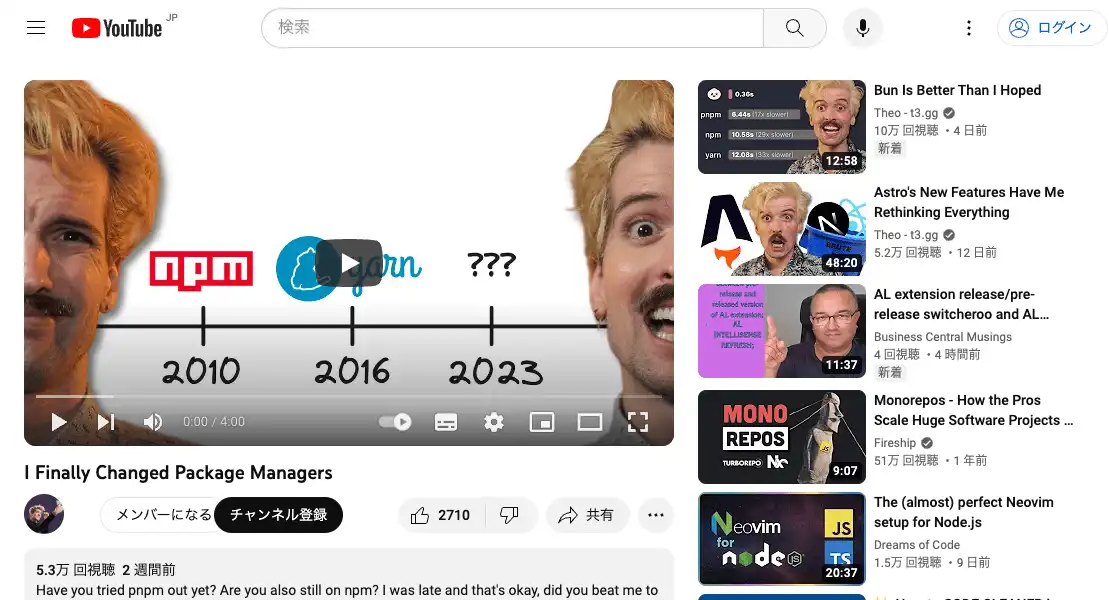 YouTube JP
検索
ログイン
npm
yarn
???
2010
2016
2023
0:00 / 4:00
I Finally Changed Package Managers
メンバーになる
チャンネル登録
2710
共有
5.3万 回視聴 2 週間前
Have you tried pnpm out yet? Are you also still on npm? I was late and that's okay, did you beat me to
0.36s
pnpm 6.44s (17x slower)
npm 10.58s (29x slower)
yarn 12.08s (33x slower)
12:58
Bun Is Better Than I Hoped
Theo - t3.gg
10万 回視聴 ・4 日前
新着
48:20
Astro's New Features Have Me
Rethinking Everything
Theo - t3.gg
5.2万 回視聴 ・12 日前
release and
released version
of AL extension;
AL
INTELLISENSE
REFRESH;
11:37
AL extension release/pre-
release switcheroo and AL…
Business Central Musings
4 回視聴 ・4 時間前
新着
MONO
REPOS
TURBOREPO
JS
9:07
Monorepos - How the Pros
Scale Huge Software Projects …
Fireship
51万 回視聴 ・1 年前
Neovim
for
node
JS
JS
TS
20:37
The (almost) perfect Neovim
setup for Node.js
Dreams of Code
1.5万 回視聴 ・9 日前